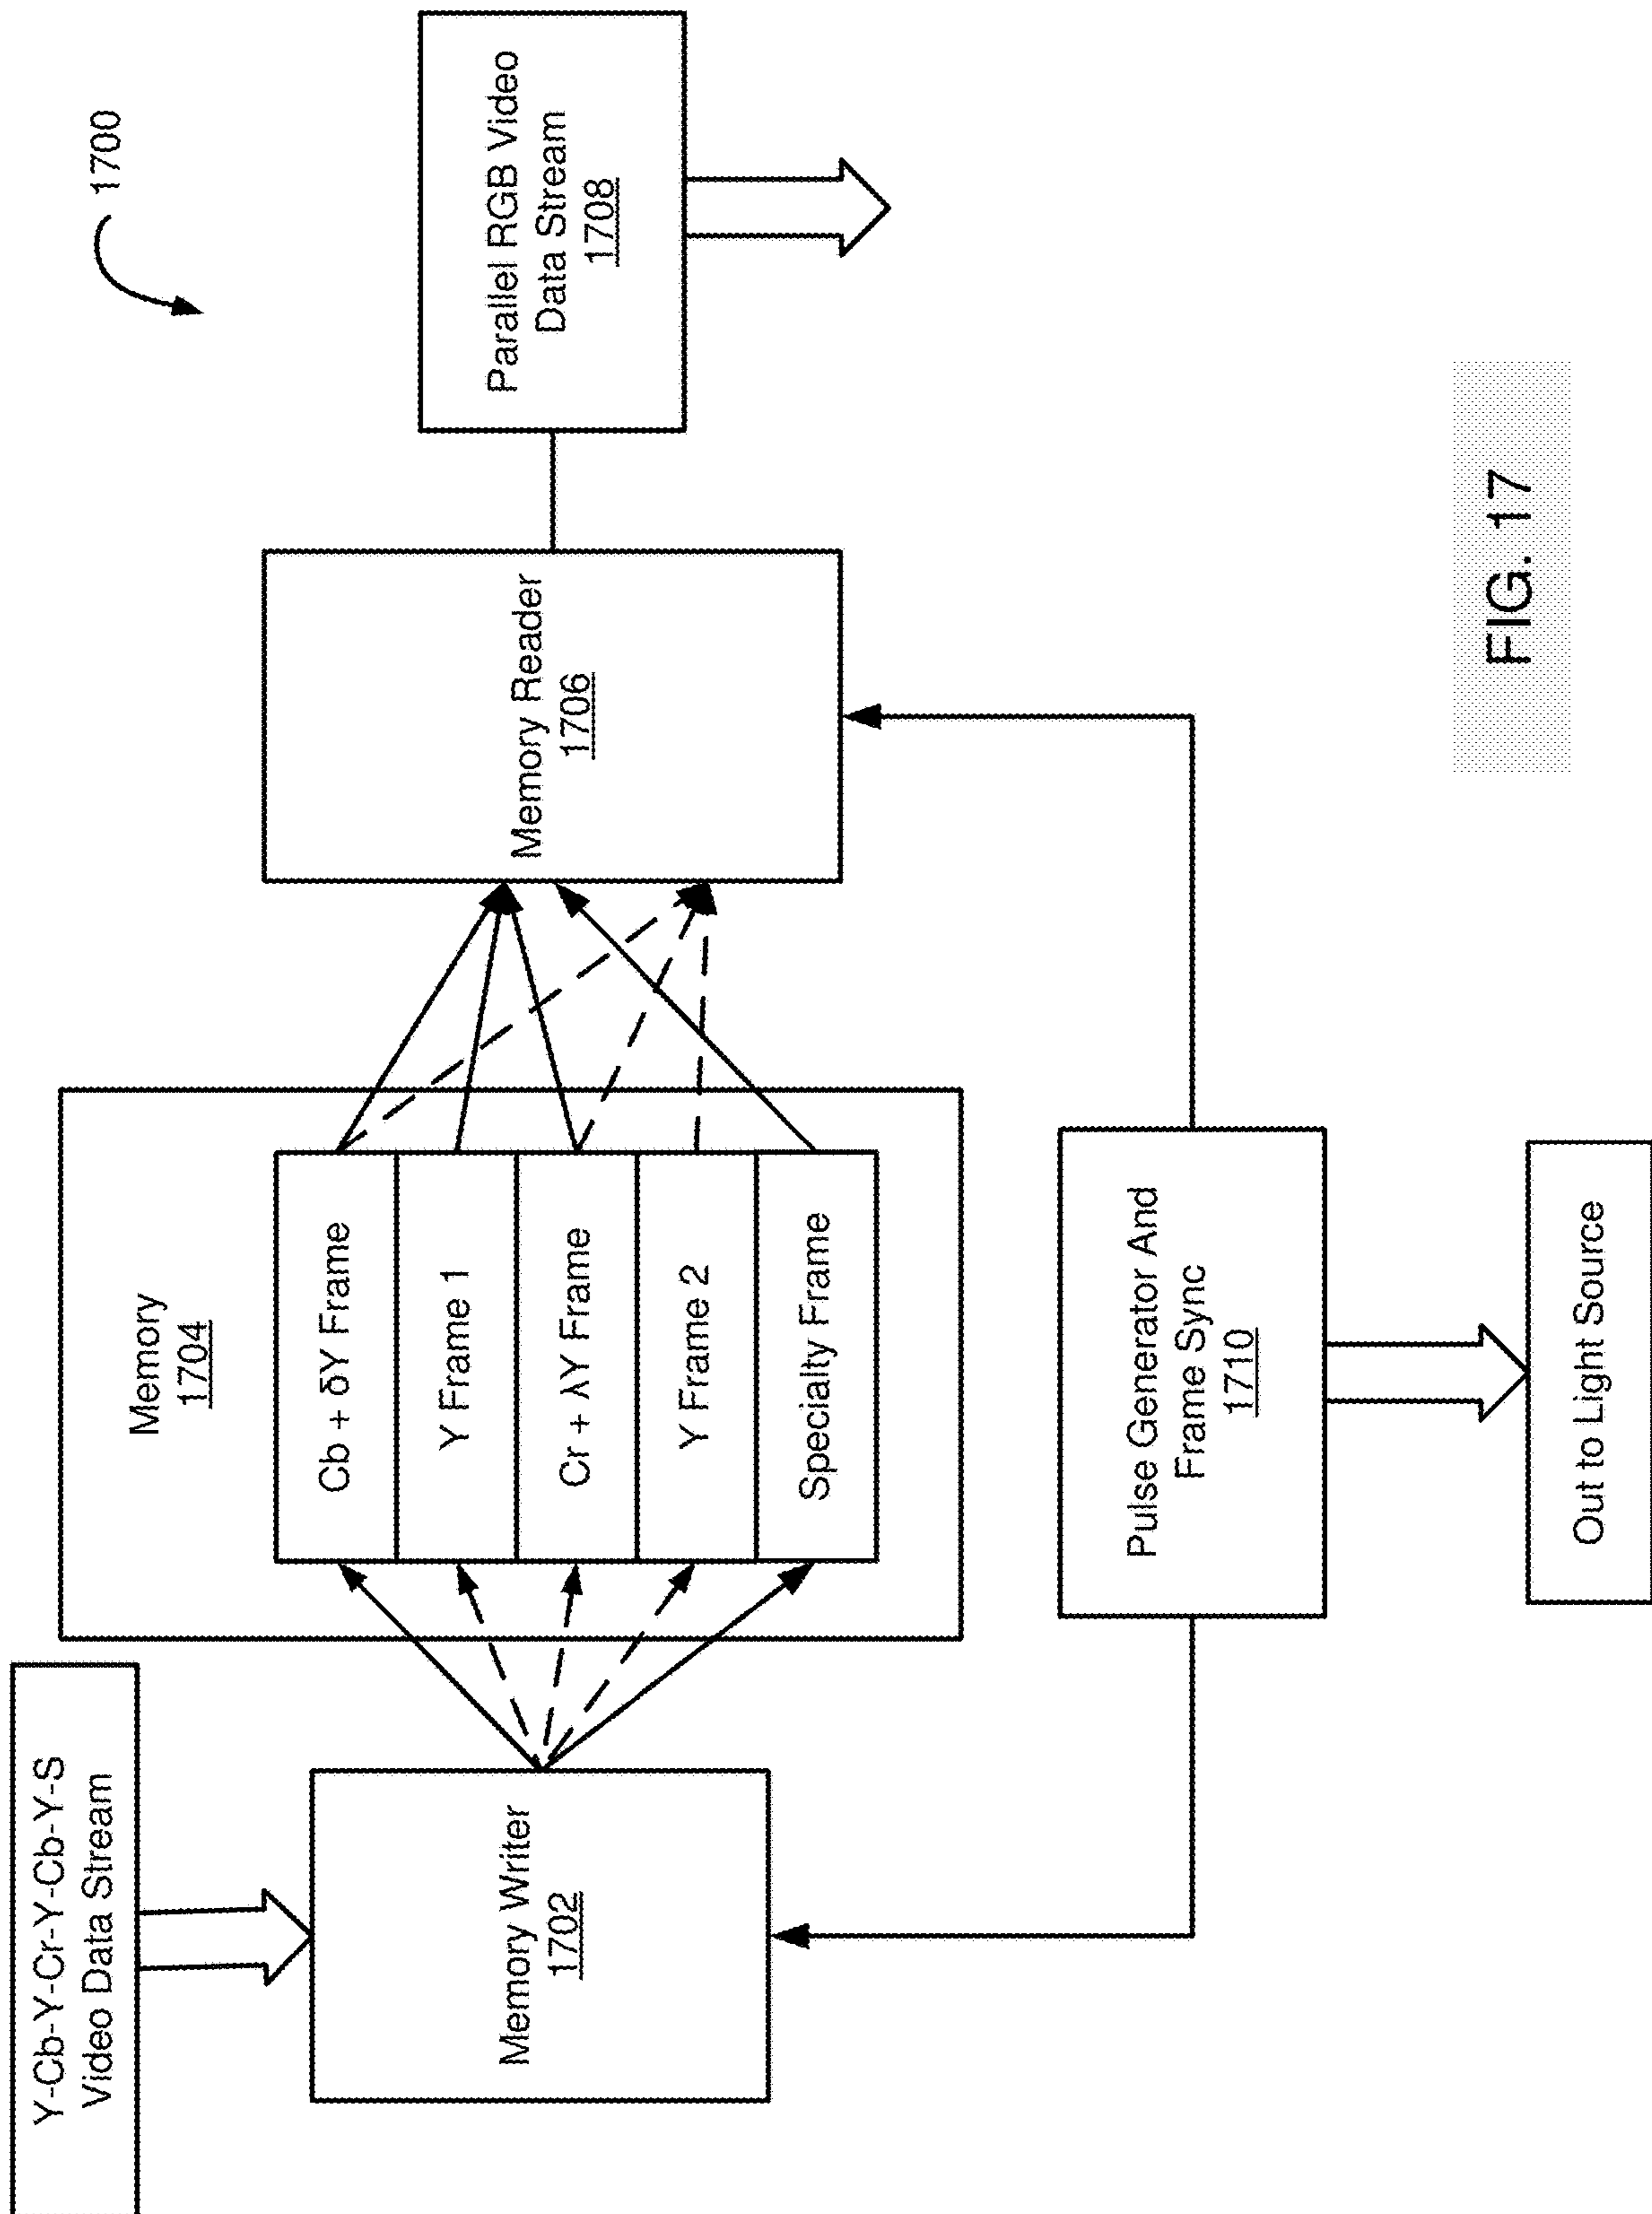 1700
Y-Cb-Y-Cr-Y-Cb-Y-S
Video Data Stream
Memory Writer
1702
Memory
1704
Cb + δY Frame
Y Frame 1
Cr + λY Frame
Y Frame 2
Specialty Frame
Memory Reader
1706
Parallel RGB Video
Data Stream
1708
Pulse Generator And
Frame Sync
1710
Out to Light Source
FIG. 17